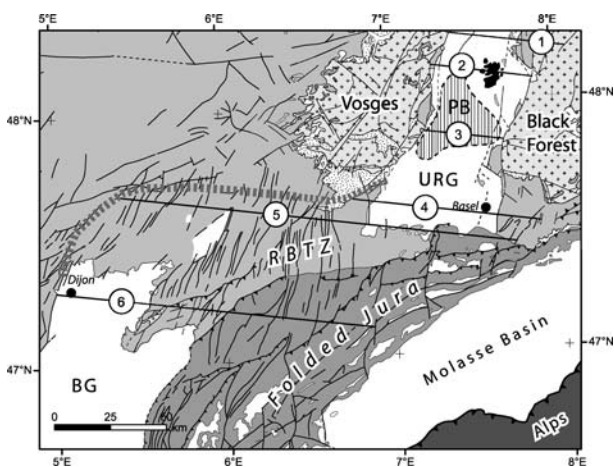 5°E
6°E
7°E
8°E
1
2
Vosges
PB
48°N
48°N
3
Black
Forest
URG
Basel
4
5
RBTZ
Dijon
6
Folded Jura
Molasse Basin
47°N
47°N
BG
Alps
0 25 50
km
5°E
6°E
7°E
8°E